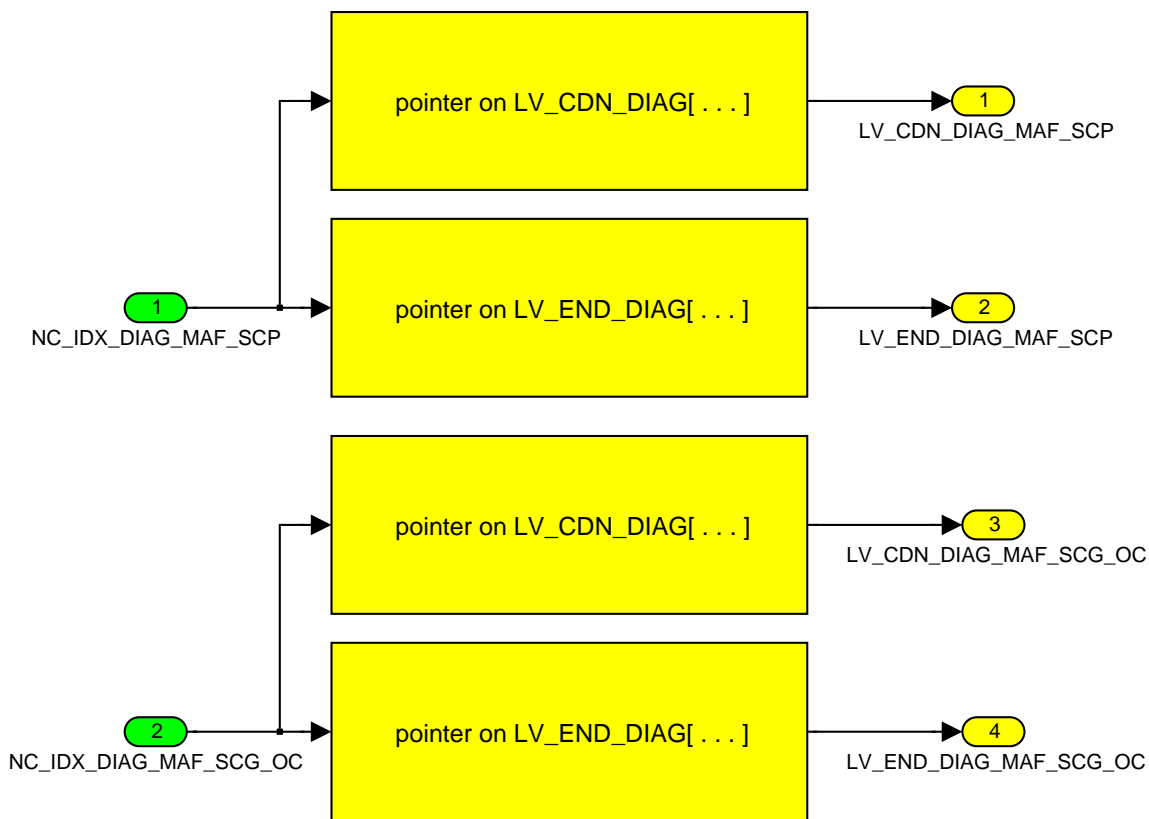 pointer on LV_CDN_DIAG[ . . . ]
1
LV_CDN_DIAG_MAF_SCP
1
NC_IDX_DIAG_MAF_SCP
pointer on LV_END_DIAG[ . . . ]
2
LV_END_DIAG_MAF_SCP
pointer on LV_CDN_DIAG[ . . . ]
3
LV_CDN_DIAG_MAF_SCG_OC
2
NC_IDX_DIAG_MAF_SCG_OC
pointer on LV_END_DIAG[ . . . ]
4
LV_END_DIAG_MAF_SCG_OC